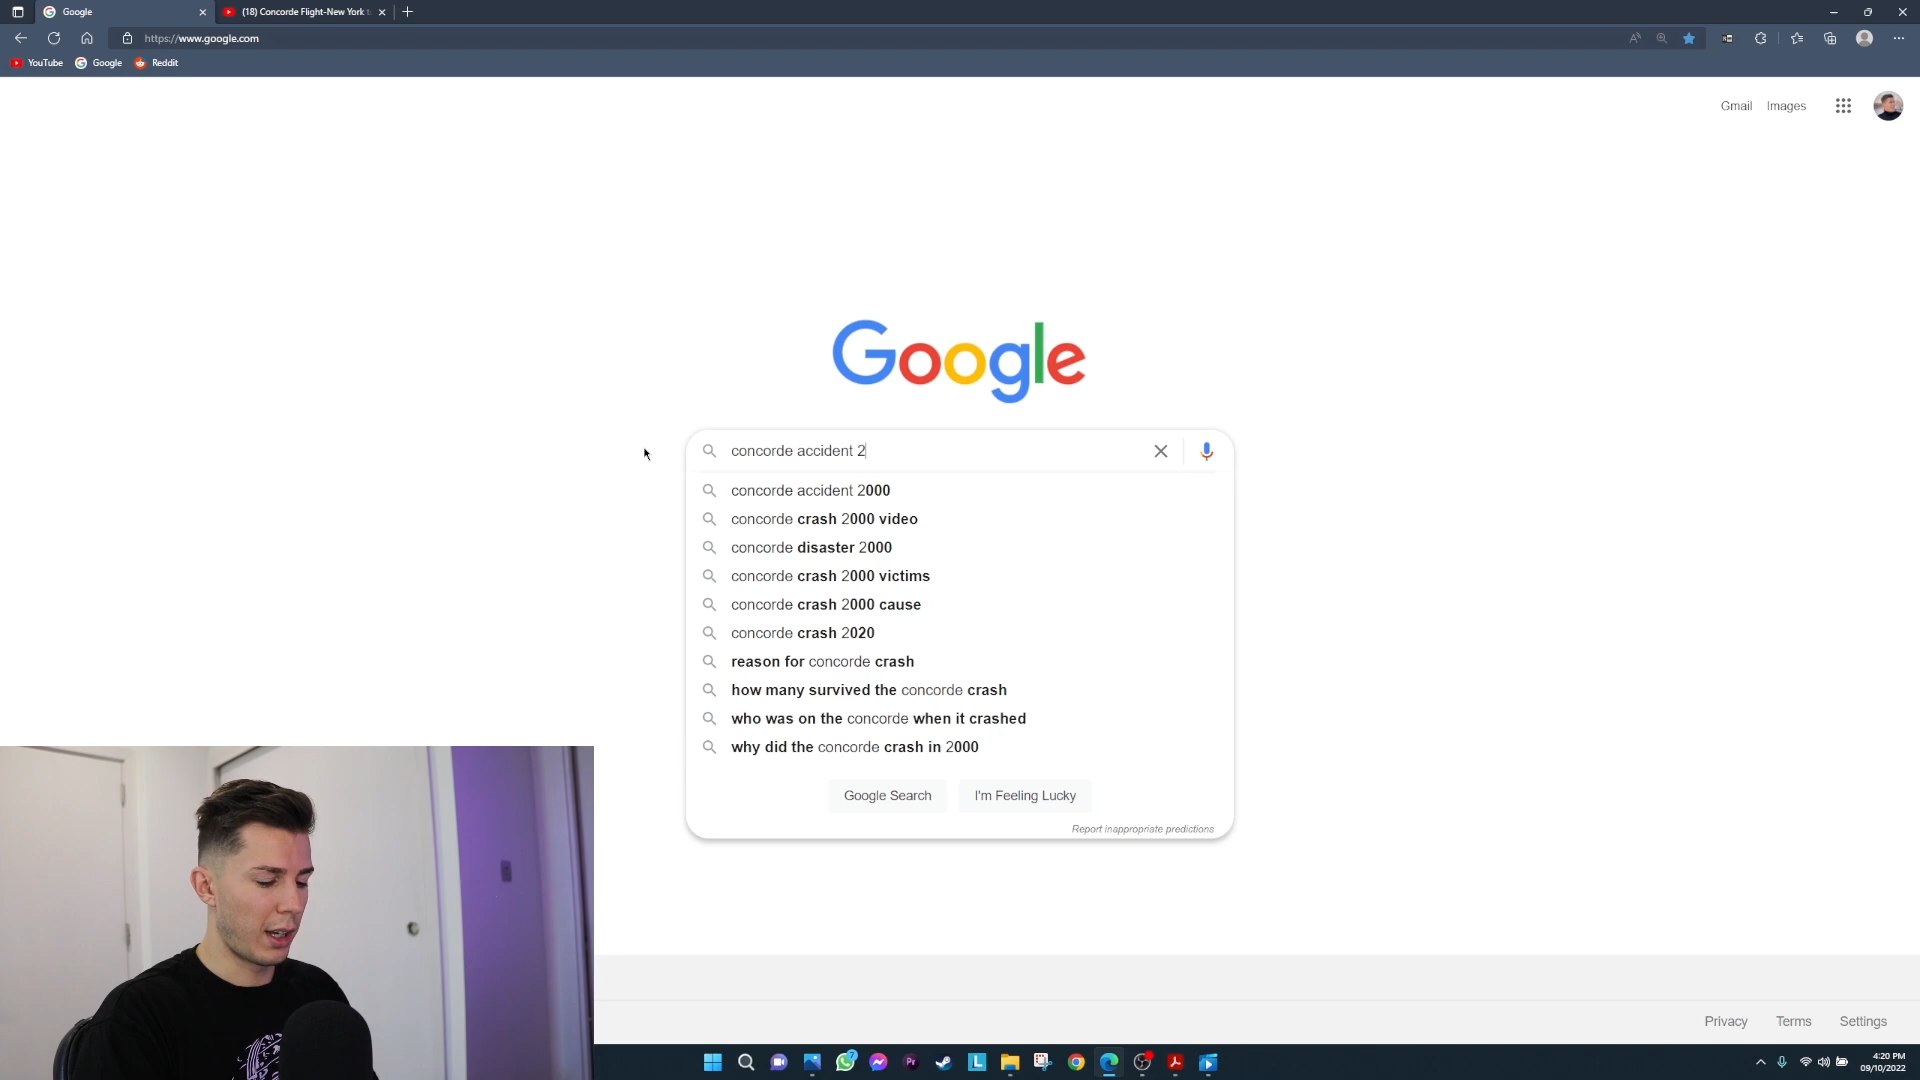 Google
(18) Concorde Flight-New York t
https://www.google.com
YouTube
Google
Reddit
Gmail
Images
Google
concorde accident 2
concorde accident 2000
concorde crash 2000 video
concorde disaster 2000
concorde crash 2000 victims
concorde crash 2000 cause
concorde crash 2020
reason for concorde crash
how many survived the concorde crash
who was on the concorde when it crashed
why did the concorde crash in 2000
Google Search
I'm Feeling Lucky
Report inappropriate predictions
Privacy
Terms
Settings
Pr
L
4:20 PM
09/10/2022